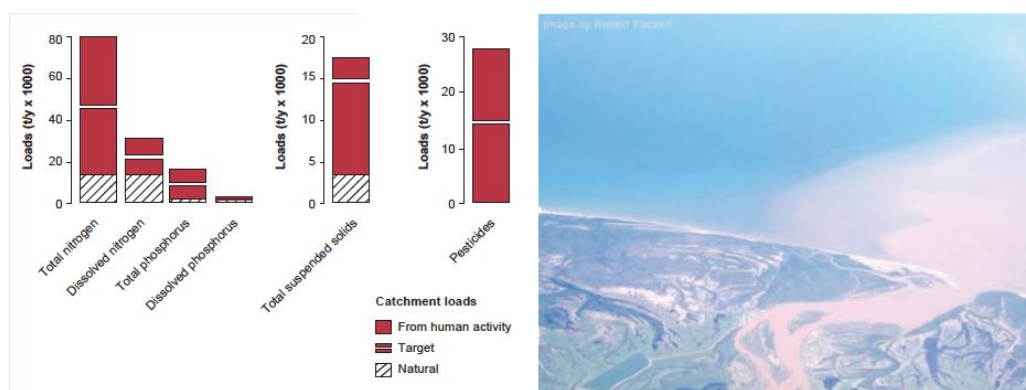 Image by Robert Packett
Loads (t/y x 1000)
80
60
40
20
0
Total nitrogen
Dissolved nitrogen
Total phosphorus
Dissolved phosphorus
Loads (t/y x 1000)
20
15
10
5
0
Total suspended solids
Loads (t/y x 1000)
30
20
10
0
Pesticides
Catchment loads
From human activity
Target
Natural